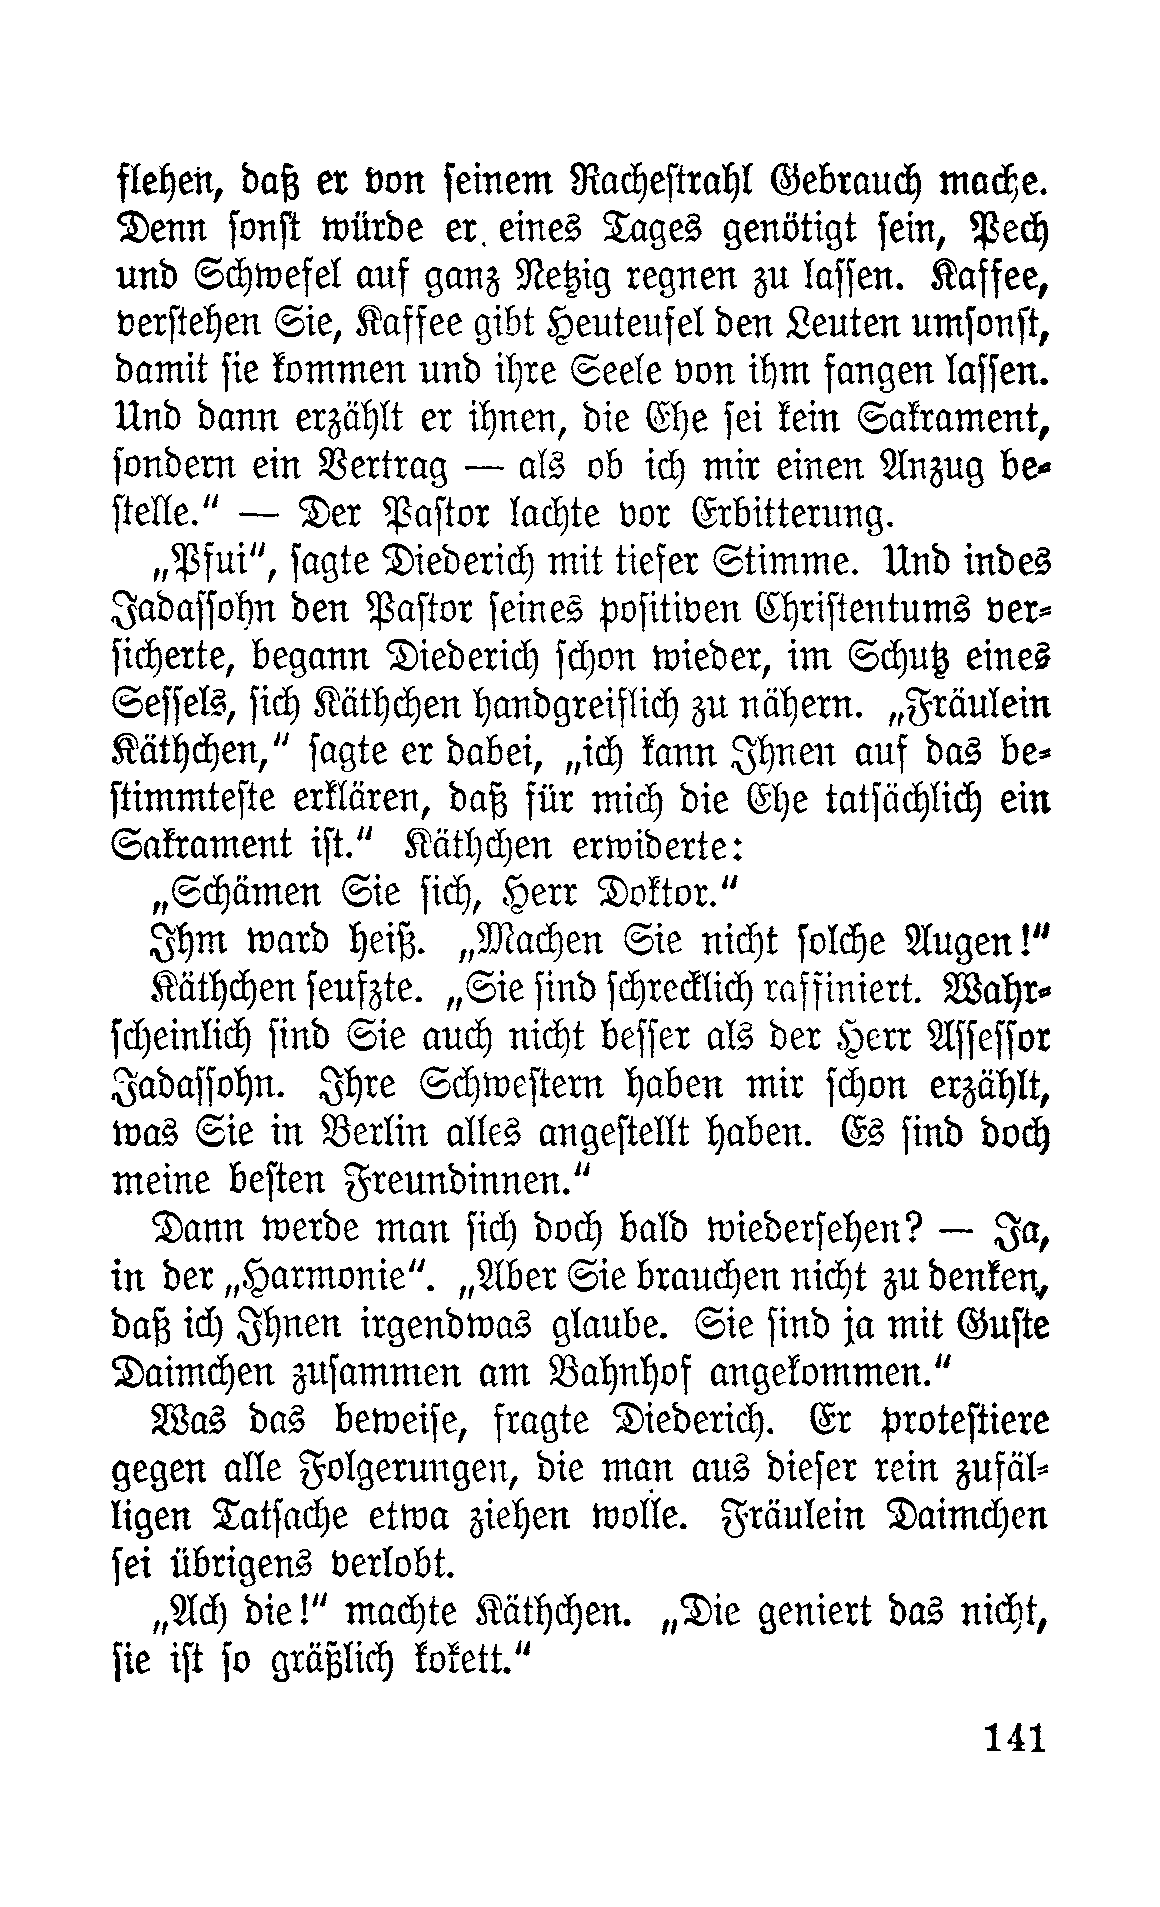 flehen, daß er von seinem Rachestrahl Gebrauch mache.
Denn sonst würde er eines Tages genötigt sein, Pech
und Schwefel auf ganz Netzig regnen zu lassen. Kaffee,
verstehen Sie, Kaffee gibt Heuteufel den Leuten umsonst,
damit sie kommen und ihre Seele von ihm fangen lassen.
Und dann erzählt er ihnen, die Ehe sei kein Sakrament,
sondern ein Vertrag — als ob ich mir einen Anzug be-
stelle.“ — Der Pastor lachte vor Erbitterung.
„Pfui“, sagte Diederich mit tiefer Stimme. Und indes
Jadassohn den Pastor seines positiven Christentums ver-
sicherte, begann Diederich schon wieder, im Schutz eines
Sessels, sich Käthchen handgreiflich zu nähern. „Fräulein
Käthchen,“ sagte er dabei, „ich kann Ihnen auf das be-
stimmteste erklären, daß für mich die Ehe tatsächlich ein
Sakrament ist.“ Käthchen erwiderte:
„Schämen Sie sich, Herr Doktor.“
Ihm ward heiß. „Machen Sie nicht solche Augen!“
Käthchen seufzte. „Sie sind schrecklich raffiniert. Wahr-
scheinlich sind Sie auch nicht besser als der Herr Assessor
Jadassohn. Ihre Schwestern haben mir schon erzählt,
was Sie in Berlin alles angestellt haben. Es sind doch
meine besten Freundinnen.“
Dann werde man sich doch bald wiedersehen? — Ja,
in der „Harmonie“. „Aber Sie brauchen nicht zu denken,
daß ich Ihnen irgendwas glaube. Sie sind ja mit Guste
Daimchen zusammen am Bahnhof angekommen.“
Was das beweise, fragte Diederich. Er protestiere
gegen alle Folgerungen, die man aus dieser rein zufäl-
ligen Tatsache etwa ziehen wolle. Fräulein Daimchen
sei übrigens verlobt.
„Ach die!“ machte Käthchen. „Die geniert das nicht,
sie ist so gräßlich kokett.“
141